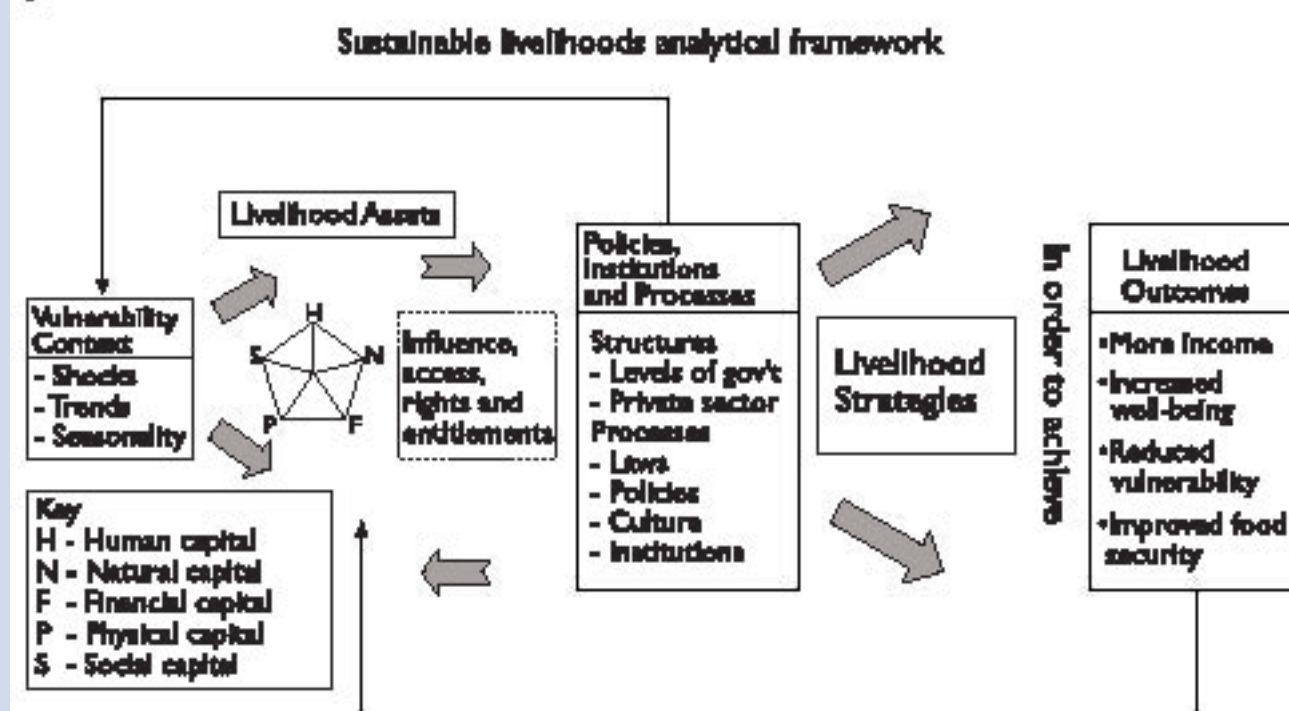 Sustainable livelihoods analytical framework
Livelihood Assets
Vulnerability
Context
- Shocks
- Trends
- Seasonality
H
S
N
P
F
Influence,
access,
rights and
entitlements
Policies,
Institutions
and Processes
Structures
- Levels of gov't
- Private sector
Processes
- Laws
- Policies
- Culture
- Institutions
Livelihood
Strategies
In order to achieve
Livelihood
Outcomes
•More income
•Increased
well-being
•Reduced
vulnerability
•Improved food
security
Key
H - Human capital
N - Natural capital
F - Financial capital
P - Physical capital
S - Social capital